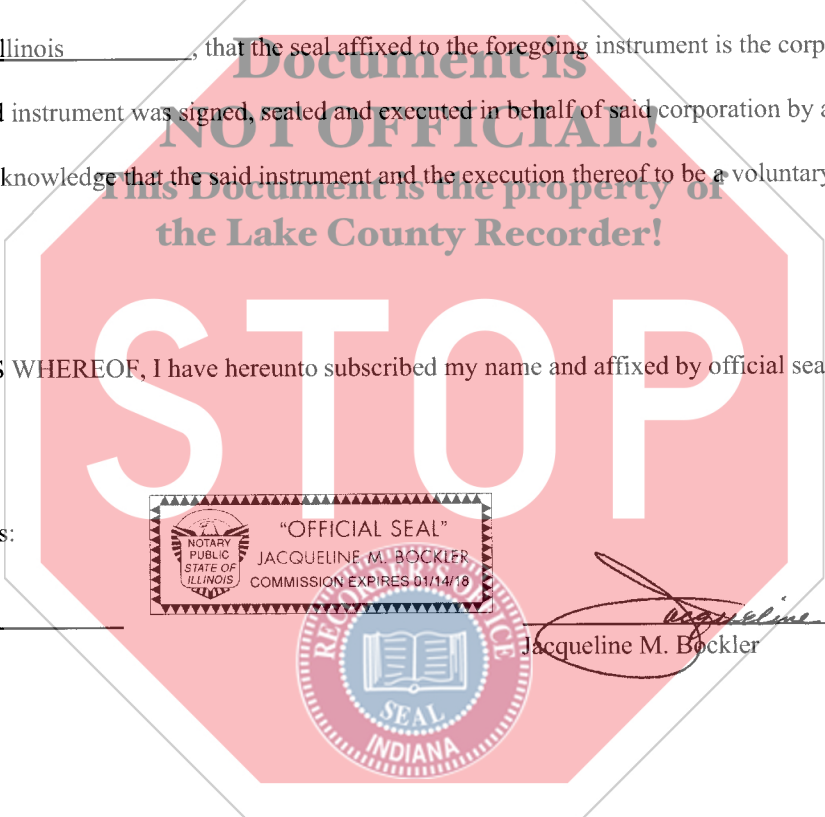 llinois, that the seal affixed to the foregoing instrument is the corp
Document is
instrument was signed, sealed and executed in behalf of said corporation by a
NOT OFFICIAL!
knowledge that the said instrument and the execution thereof to be a voluntary
This Document is the property of
the Lake County Recorder!
STOP
S WHEREOF, I have hereunto subscribed my name and affixed by official sea
"OFFICIAL SEAL"
JACQUELINE M. BOCKLER
COMMISSION EXPIRES 01/14/18
NOTARY
PUBLIC
STATE OF
ILLINOIS
s:
Jacqueline
Jacqueline M. Bockler
RECORDER'S OFFICE
SEAL
INDIANA